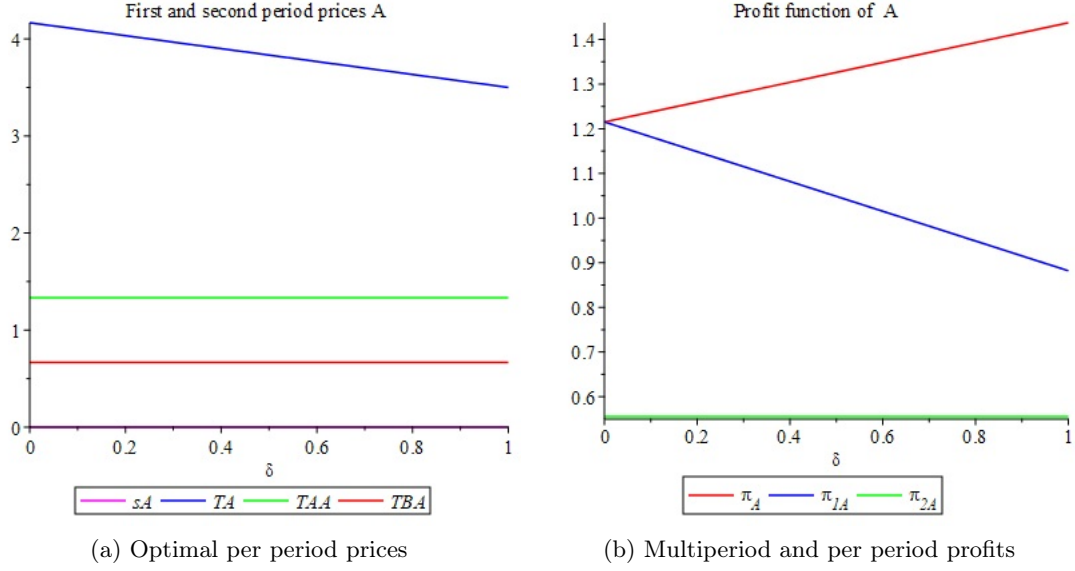 First and second period prices A
4
3
2
1
0
0 0.2 0.4 0.6 0.8 1
δ
sA TA TAA TBA
(a) Optimal per period prices
Profit function of A
1.4
1.3
1.2
1.1
1.0
0.9
0.8
0.7
0.6
0 0.2 0.4 0.6 0.8 1
δ
π_A π_1A π_2A
(b) Multiperiod and per period profits